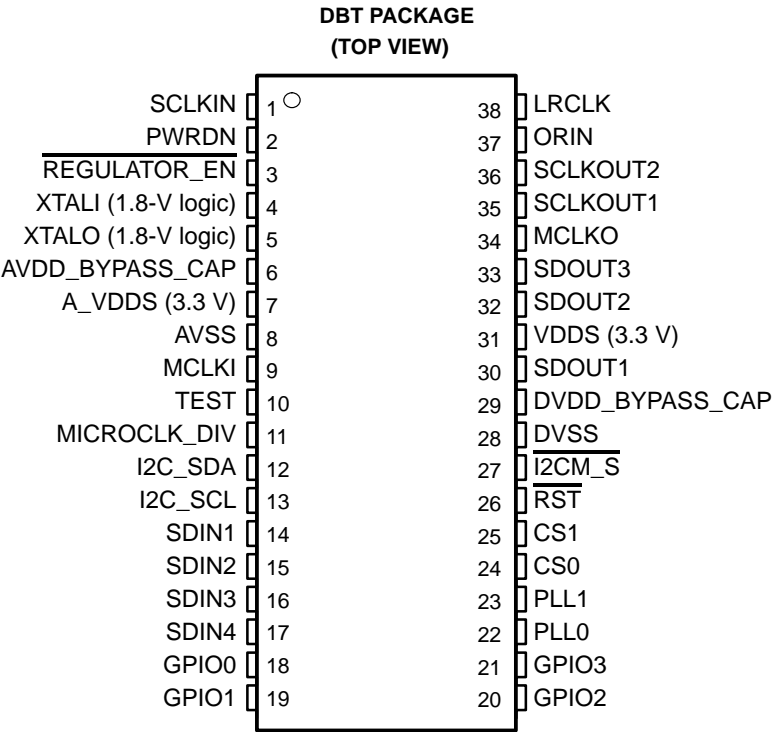 DBT PACKAGE
(TOP VIEW)
SCLKIN 1 38 LRCLK
PWRDN 2 37 ORIN
REGULATOR_EN 3 36 SCLKOUT2
XTALI (1.8-V logic) 4 35 SCLKOUT1
XTALO (1.8-V logic) 5 34 MCLKO
AVDD_BYPASS_CAP 6 33 SDOUT3
A_VDDS (3.3 V) 7 32 SDOUT2
AVSS 8 31 VDDS (3.3 V)
MCLKI 9 30 SDOUT1
TEST 10 29 DVDD_BYPASS_CAP
MICROCLK_DIV 11 28 DVSS
I2C_SDA 12 27 I2CM_S
I2C_SCL 13 26 RST
SDIN1 14 25 CS1
SDIN2 15 24 CS0
SDIN3 16 23 PLL1
SDIN4 17 22 PLL0
GPIO0 18 21 GPIO3
GPIO1 19 20 GPIO2